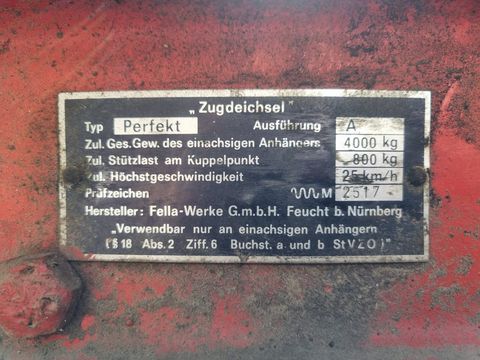 „Zugdeichsel"
Typ Perfekt Ausführung A
Zul. Ges. Gew. des einachsigen Anhängers 4000 kg
Zul. Stützlast am Kuppelpunkt 800 kg
Zul. Höchstgeschwindigkeit 25 km/h
Prüfzeichen M 2517
Hersteller: Fella-Werke G.m.b.H. Feucht b. Nürnberg
„Verwendbar nur an einachsigen Anhängern
(§ 18 Abs. 2 Ziff. 6 Buchst. a und b StVZO)"